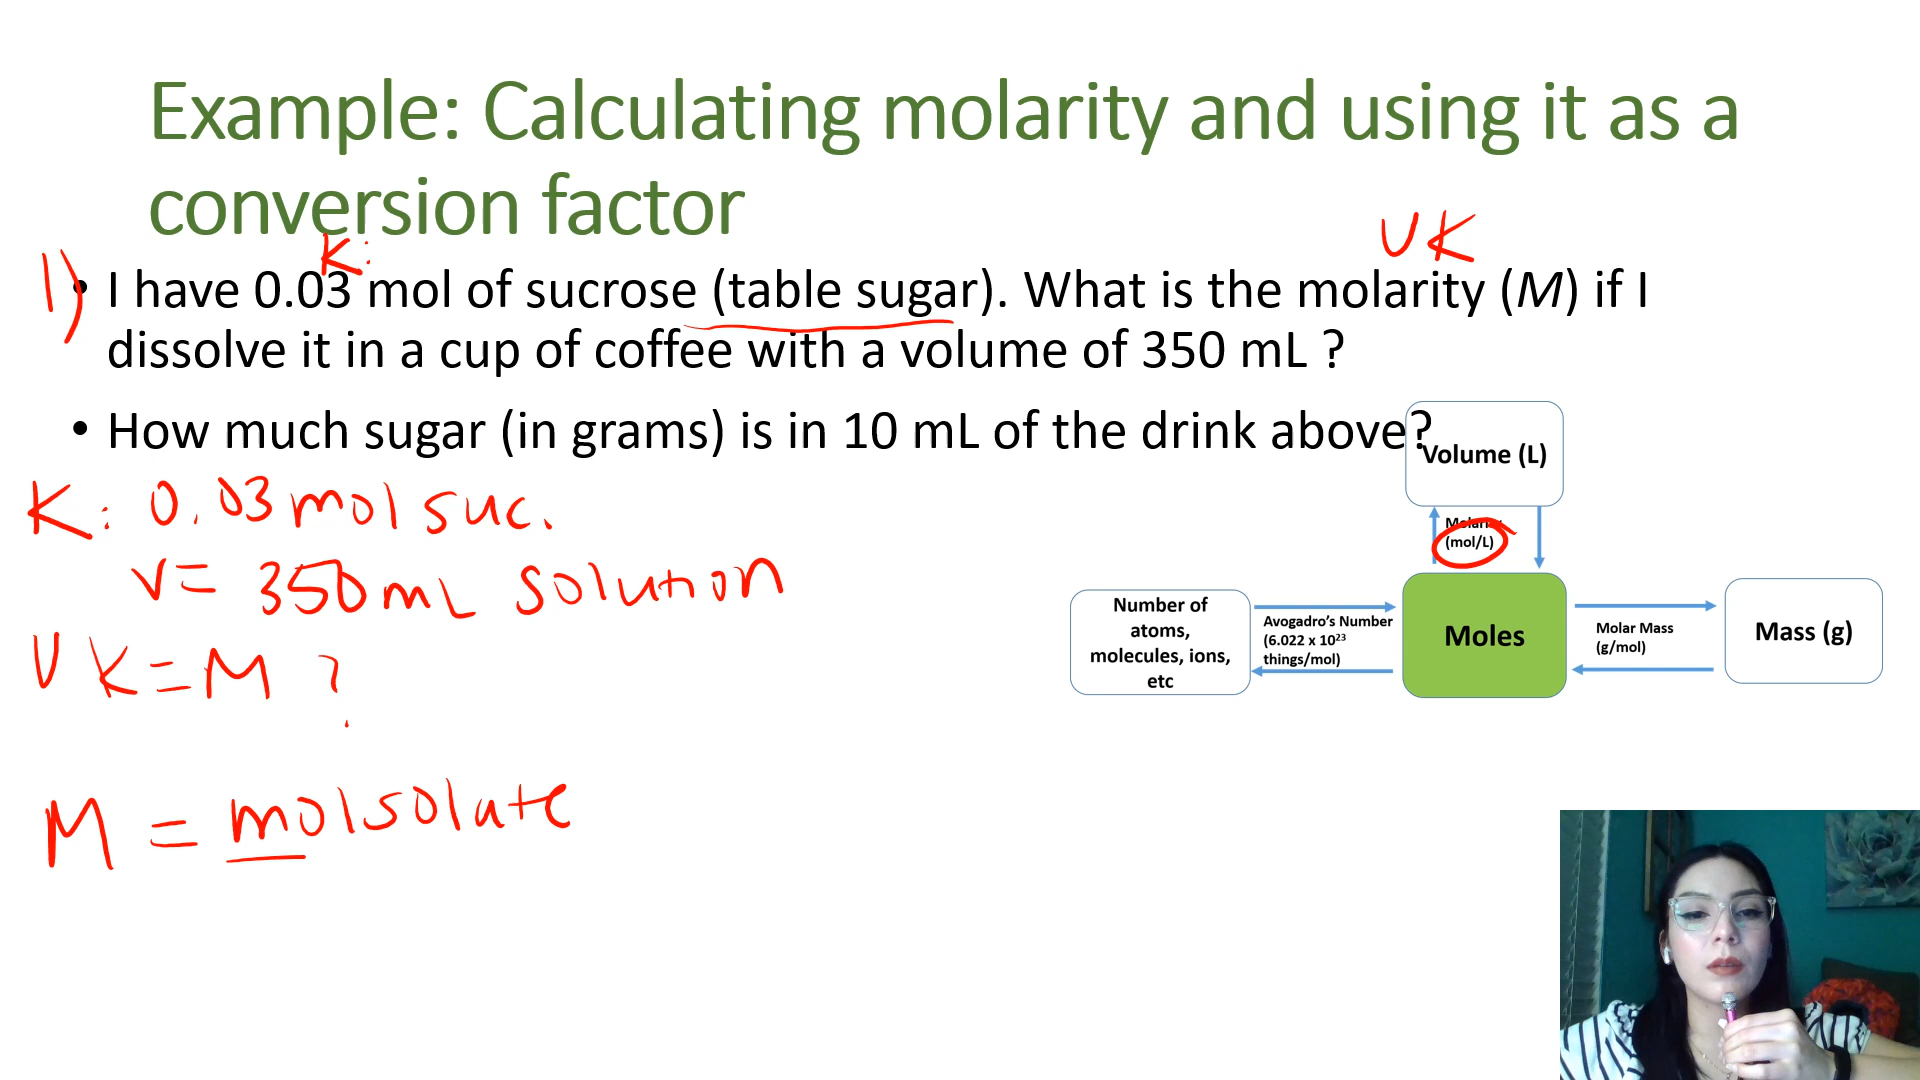 Example: Calculating molarity and using it as a
conversion factor
K:
UK
1)
• I have 0.03 mol of sucrose (table sugar). What is the molarity (M) if I
dissolve it in a cup of coffee with a volume of 350 mL ?
• How much sugar (in grams) is in 10 mL of the drink above?
K: 0.03 mol suc.
V= 350 mL solution
UK = M ?
M = mol solate
Volume (L)
Molarity
(mol/L)
Number of
atoms,
molecules, ions,
etc
Avogadro's Number
(6.022 x 10²³
things/mol)
Moles
Molar Mass
(g/mol)
Mass (g)